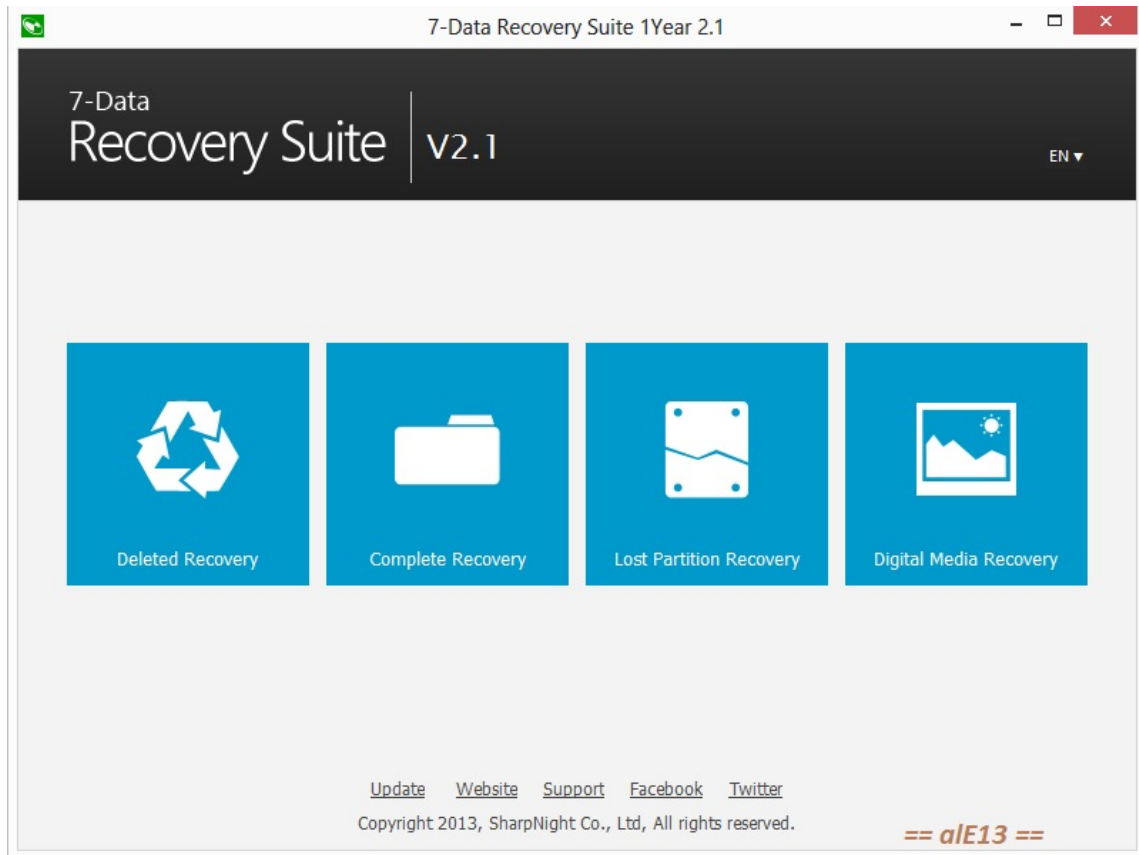 7-Data Recovery Suite 1Year 2.1
7-Data
Recovery Suite V2.1
EN ▾
Deleted Recovery Complete Recovery Lost Partition Recovery Digital Media Recovery
Update Website Support Facebook Twitter
Copyright 2013, SharpNight Co., Ltd, All rights reserved.
== alE13 ==